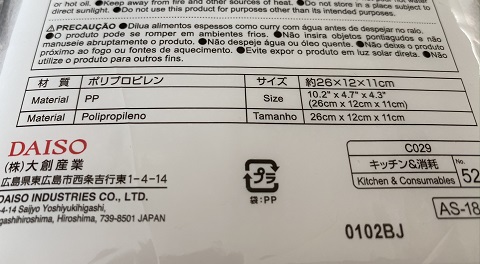 or hot oil. ●Keep away from fire and other sources of heat. ●Do not store in a place subject to
direct sunlight. ●Do not use this product for purposes other than its intended purposes.
⚠PRECAUÇÃO ●Dilua alimentos espessos como curry com água antes de despejar no ralo.
●O produto pode se romper em ambientes frios. ●Não insira objetos pontiagudos e não
manuseie abruptamente o produto. ●Não despeje água ou óleo quente. ●Não deixe o produto
próximo ao fogo ou fontes de aquecimento. ●Evite expor o produto em luz solar direta. ●Não
utilize o produto para outros fins.
材質 ポリプロピレン サイズ 約26×12×11cm
Material PP Size 10.2" x 4.7" x 4.3"
(26cm x 12cm x 11cm)
Material Polipropileno Tamanho 26cm x 12cm x 11cm
DAISO
(株)大創産業
広島県東広島市西条吉行東1-4-14
DAISO INDUSTRIES CO., LTD.
-4-14 Saijyo Yoshiyukihigashi,
gashihiroshima, Hiroshima, 739-8501 JAPAN
プラ
袋:PP
C029
キッチン&消耗
Kitchen & Consumables
No.
52
AS-18
0102BJ